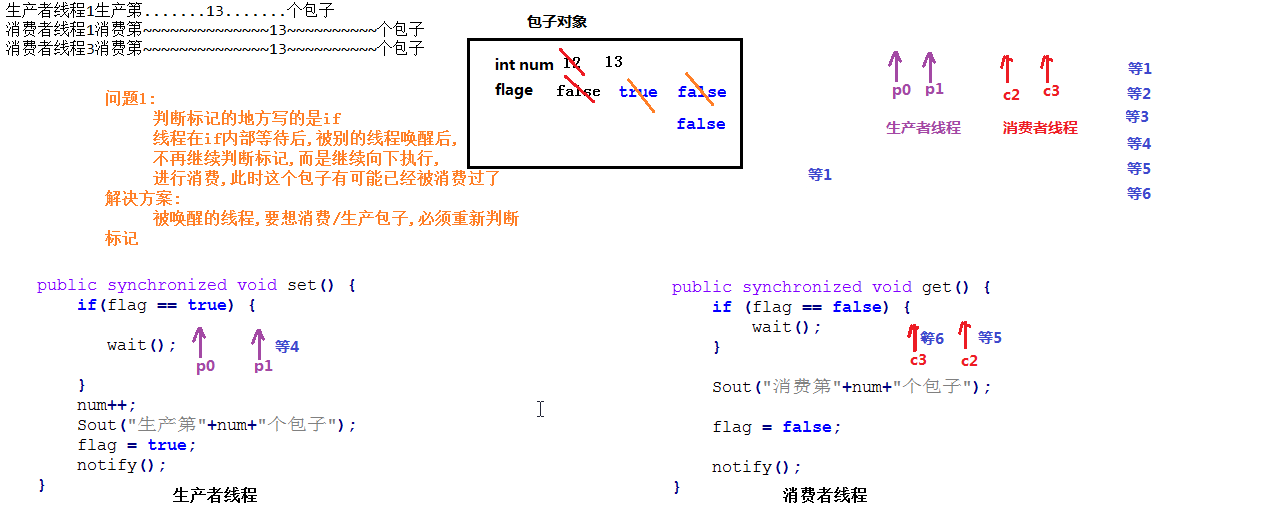 生产者线程1生产第.......13.......个包子
消费者线程1消费第~~~~~~~~~~~~~~13~~~~~~~~~~个包子
消费者线程3消费第~~~~~~~~~~~~~~13~~~~~~~~~~个包子
包子对象
int num 12 13
flage false true false
false
问题1:
判断标记的地方写的是if
线程在if内部等待后,被别的线程唤醒后,
不再继续判断标记,而是继续向下执行,
进行消费,此时这个包子有可能已经被消费过了
解决方案:
被唤醒的线程,要想消费/生产包子,必须重新判断
标记
p0 p1
生产者线程
c2 c3
消费者线程
等1
等1
等2
等3
等4
等5
等6
public synchronized void set() {
if(flag == true) {
wait();
p0 p1 等4
}
num++;
Sout("生产第"+num+"个包子");
flag = true;
notify();
}
生产者线程
public synchronized void get() {
if (flag == false) {
wait();
}
c3 等6 c2 等5
Sout("消费第"+num+"个包子");
flag = false;
notify();
}
消费者线程